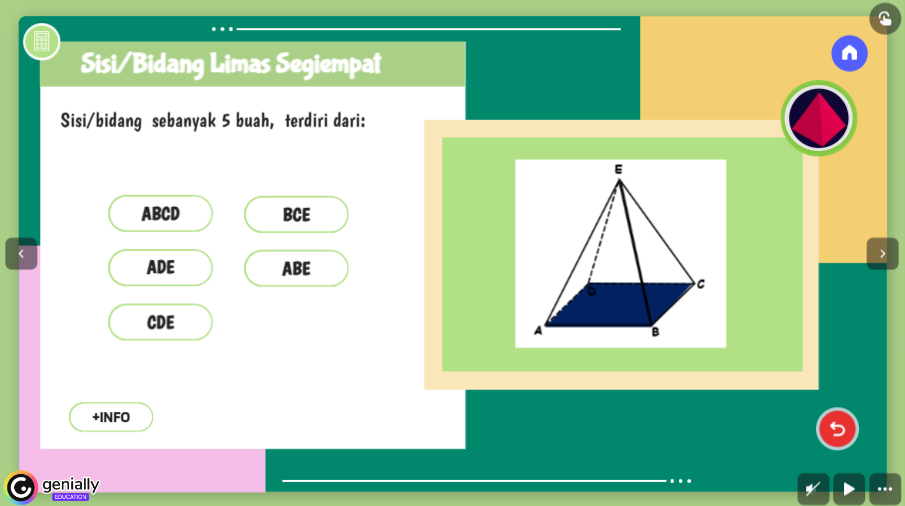 Sisi/Bidang Limas Segiempat
Sisi/bidang sebanyak 5 buah, terdiri dari:
ABCD
BCE
ADE
ABE
CDE
+INFO
E
D
C
A
B
genially
EDUCATION